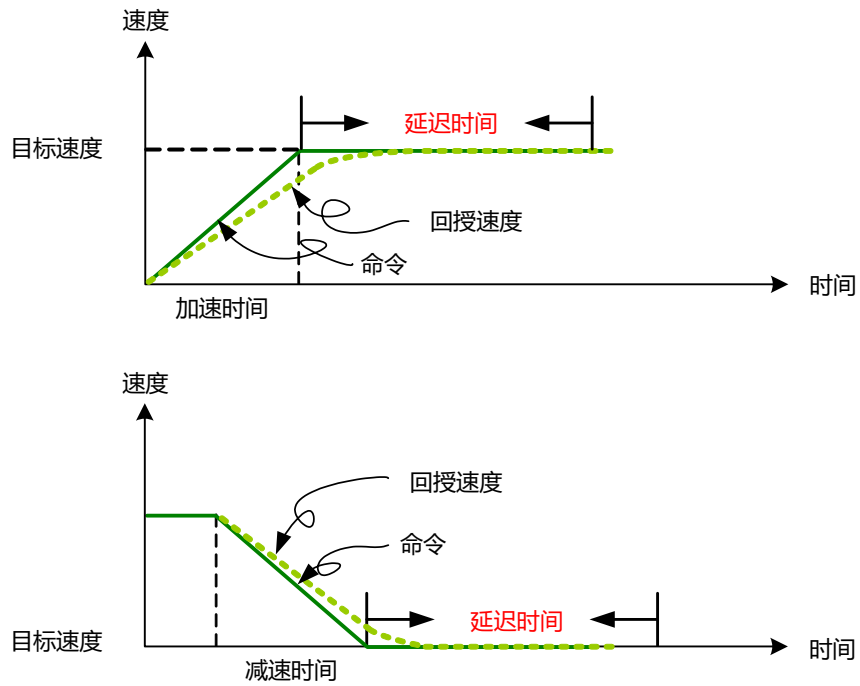 速度
延迟时间
目标速度
回授速度
命令
时间
加速时间
速度
回授速度
命令
延迟时间
目标速度
时间
减速时间